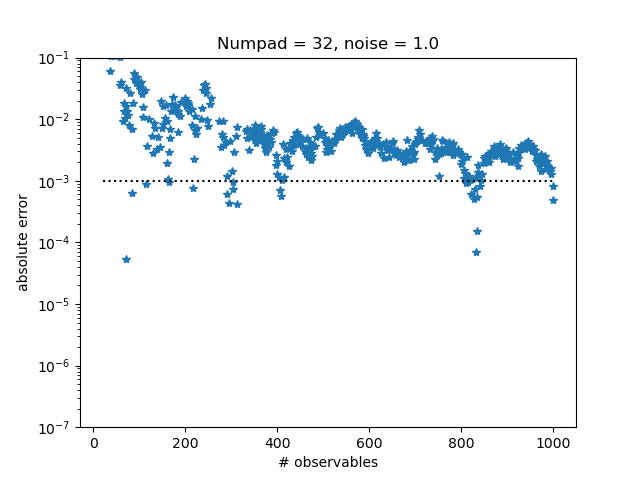 Numpad = 32, noise = 1.0
10⁻¹
10⁻²
10⁻³
10⁻⁴
10⁻⁵
10⁻⁶
10⁻⁷
absolute error
0 200 400 600 800 1000
# observables